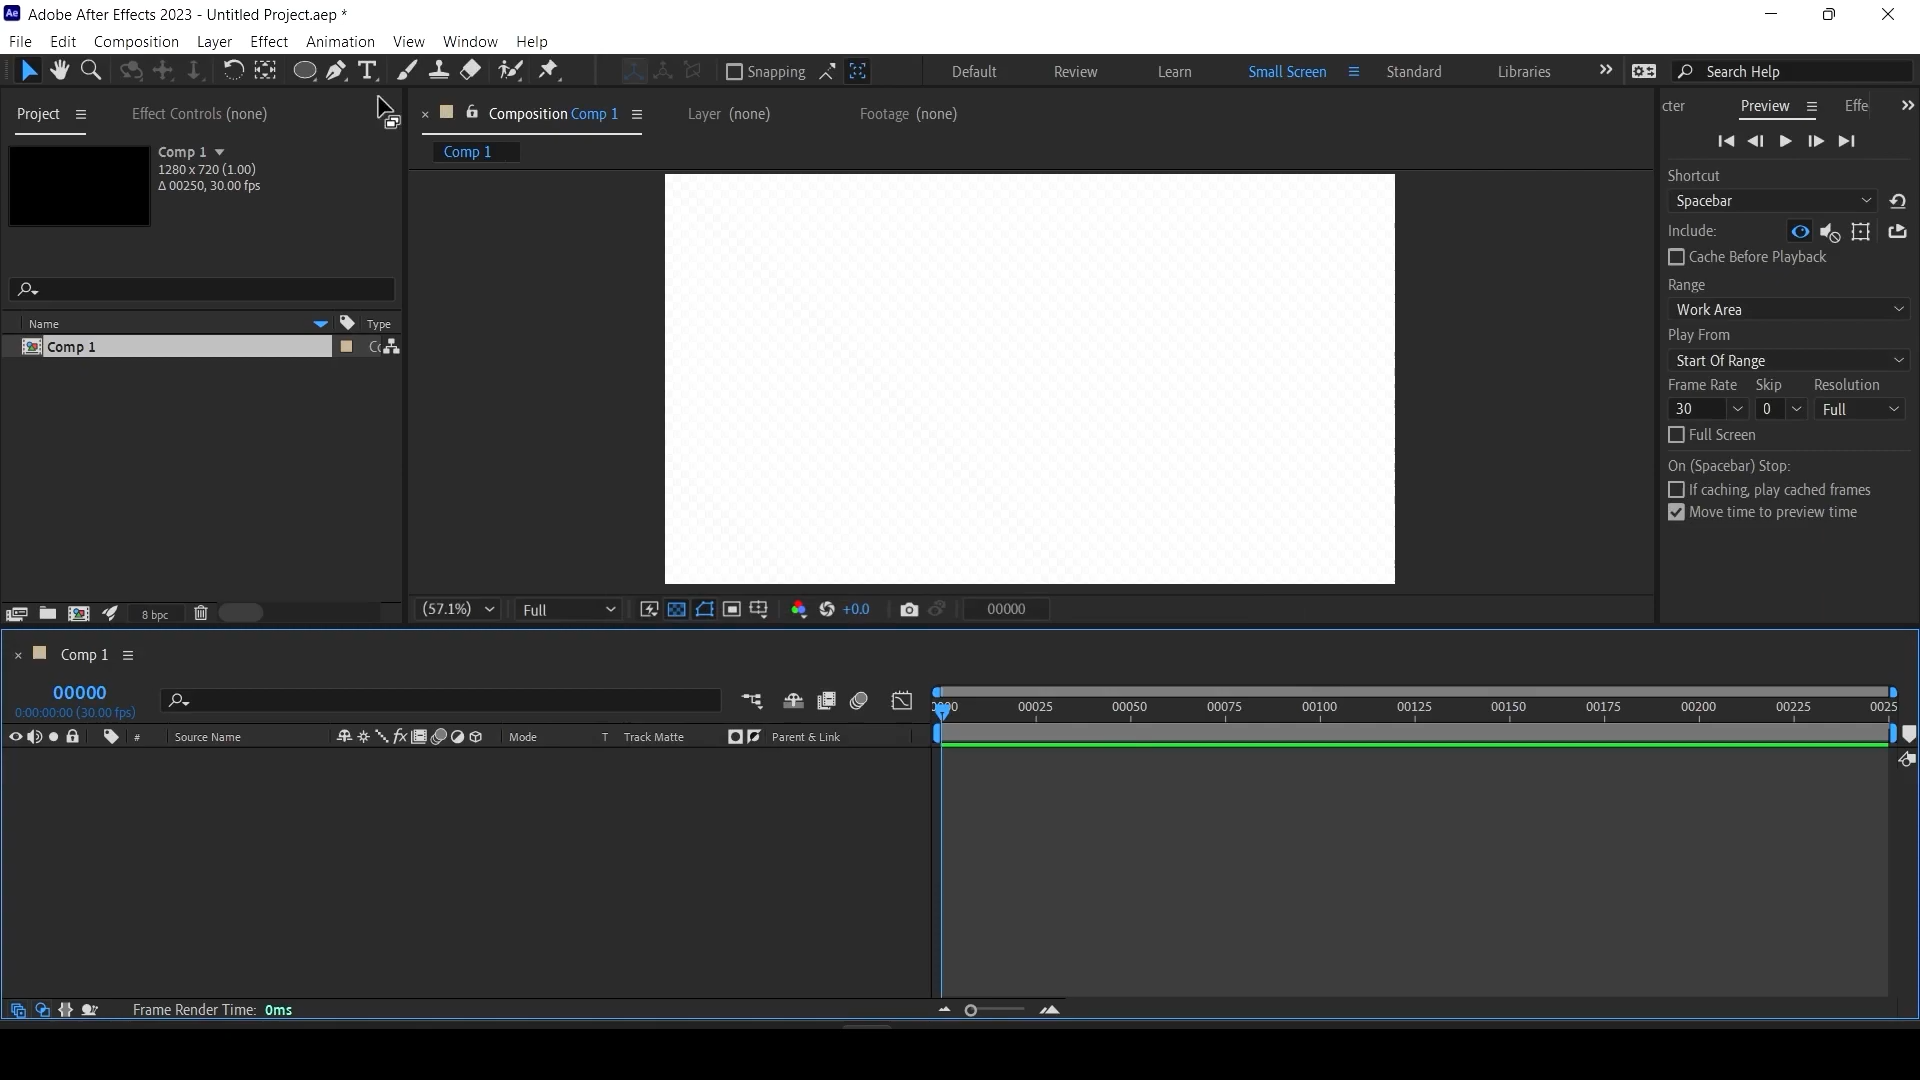 Ae Adobe After Effects 2023 - Untitled Project.aep *
File Edit Composition Layer Effect Animation View Window Help
T Snapping Default Review Learn Small Screen Standard Libraries Search Help
Project Effect Controls (none) Composition Comp 1 Layer (none) Footage (none) cter Preview Effe
Comp 1
1280 x 720 (1.00)
Δ 00250, 30.00 fps
Comp 1
Shortcut
Spacebar
Include:
Cache Before Playback
Range
Work Area
Play From
Start Of Range
Frame Rate Skip Resolution
30 0 Full
Full Screen
On (Spacebar) Stop:
If caching, play cached frames
Move time to preview time
Name Type
Comp 1
8 bpc
(57.1%) Full +0.0 00000
Comp 1
00000
0:00:00:00 (30.00 fps)
00025 00050 00075 00100 00125 00150 00175 00200 00225 0025
# Source Name fx Mode T Track Matte Parent & Link
Frame Render Time: 0ms